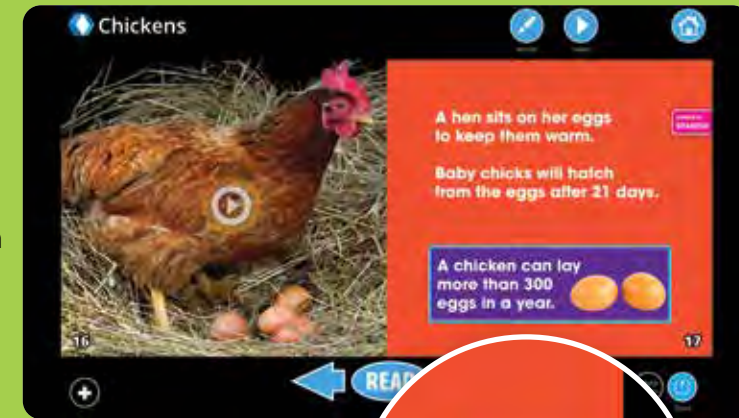 Chickens
A hen sits on her eggs
to keep them warm.
Baby chicks will hatch
from the eggs after 21 days.
A chicken can lay
more than 300
eggs in a year.
16
17
READ